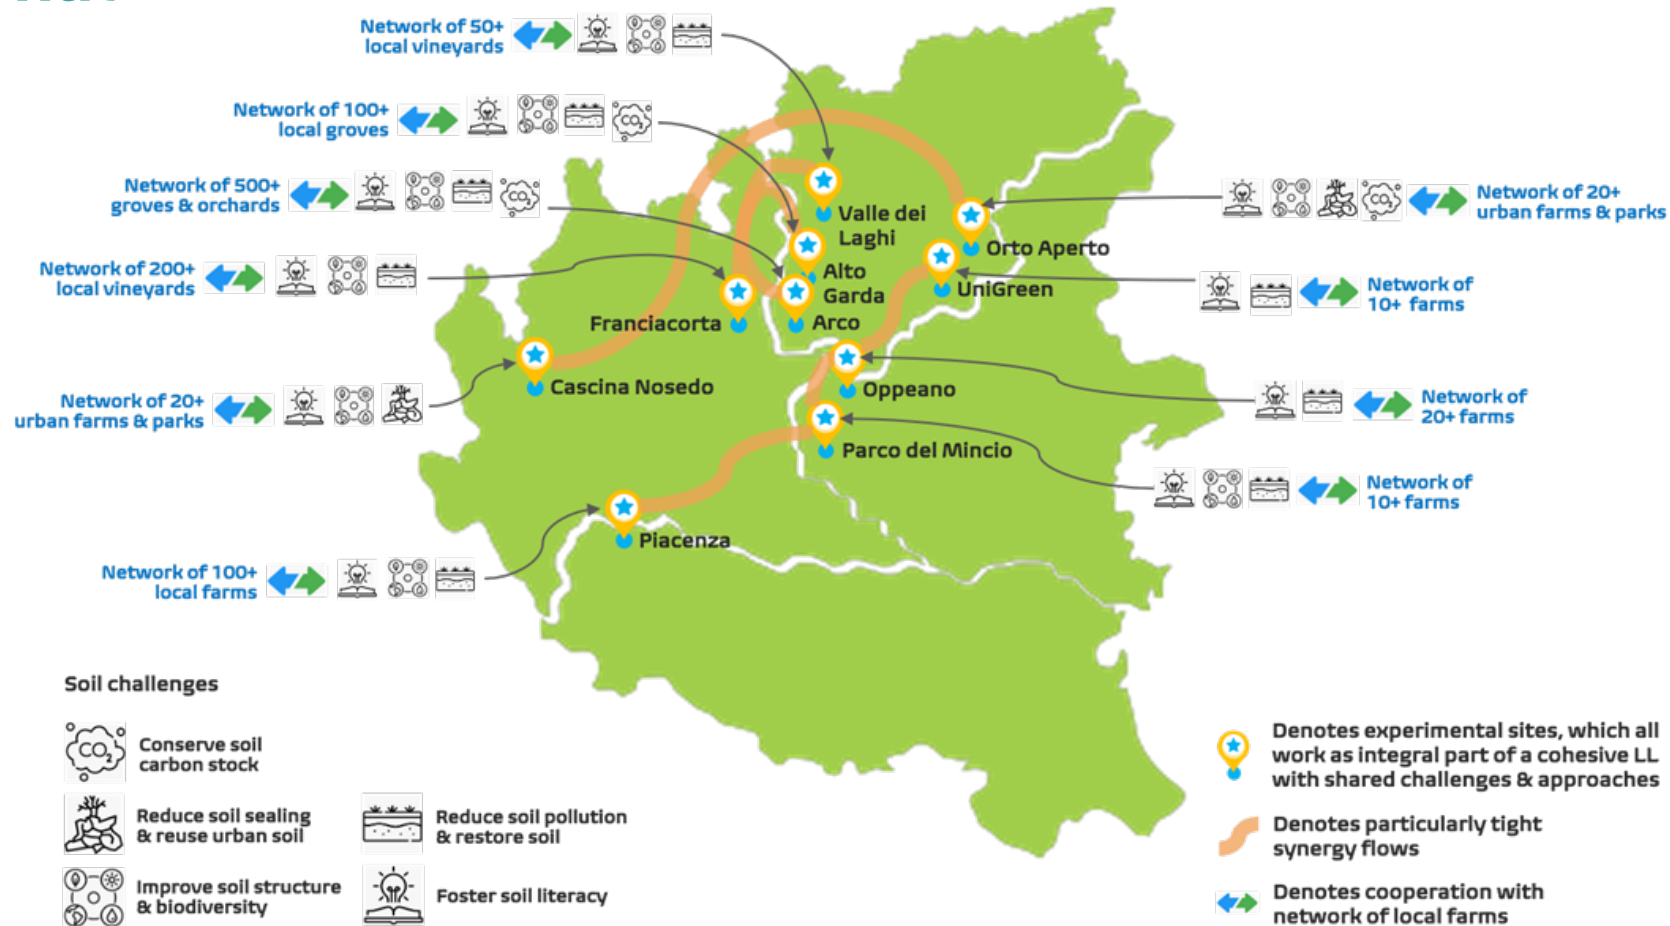 Network of 50+
local vineyards
Network of 100+
local groves
CO2
Network of 500+
groves & orchards
CO2
Network of 200+
local vineyards
Network of 20+
urban farms & parks
Network of 100+
local farms
Valle dei
Laghi
Alto
Garda
Arco
Franciacorta
Cascina Nosedo
Orto Aperto
UniGreen
Oppeano
Parco del Mincio
Piacenza
CO2
Network of 20+
urban farms & parks
Network of
10+ farms
Network of
20+ farms
Network of
10+ farms
Soil challenges
CO2
Conserve soil
carbon stock
Reduce soil sealing
& reuse urban soil
Improve soil structure
& biodiversity
Reduce soil pollution
& restore soil
Foster soil literacy
Denotes experimental sites, which all
work as integral part of a cohesive LL
with shared challenges & approaches
Denotes particularly tight
synergy flows
Denotes cooperation with
network of local farms